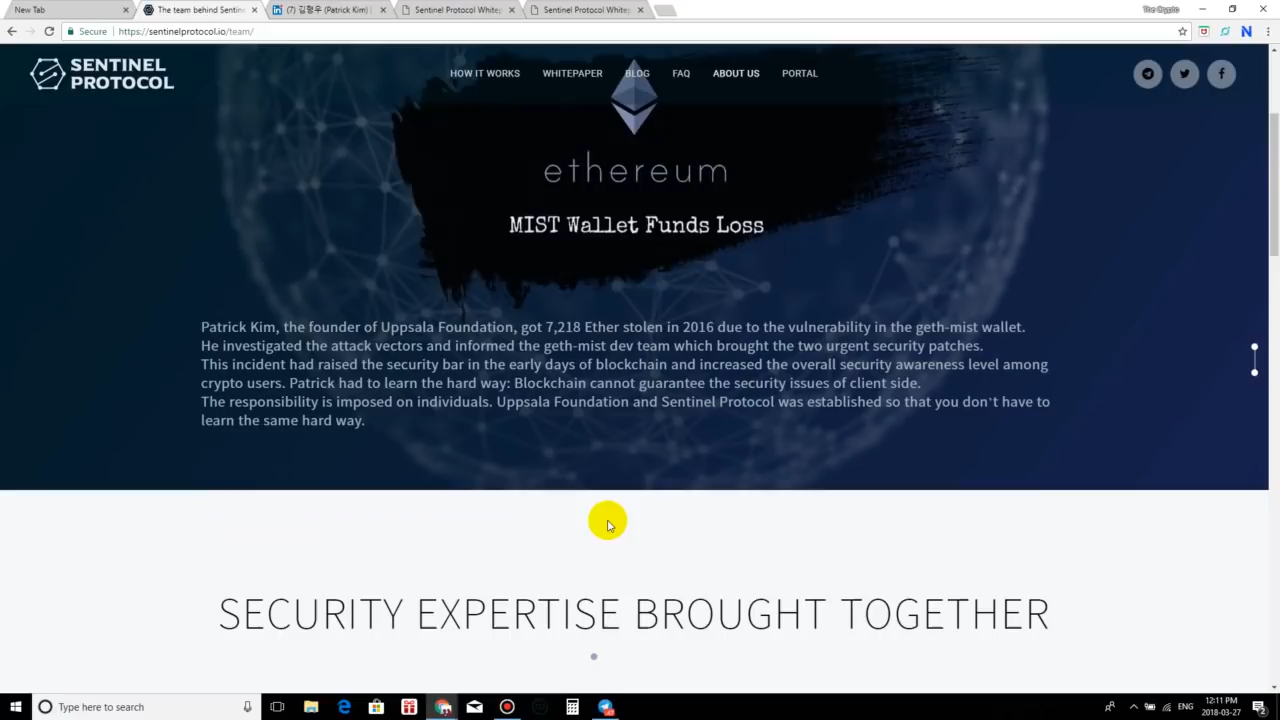 New Tab
The team behind Sentine
(7) 김형우 (Patrick Kim) |
Sentinel Protocol Whitep
Sentinel Protocol Whitep
The Crypto
Secure
https://sentinelprotocol.io/team/
SENTINEL
PROTOCOL
HOW IT WORKS
WHITEPAPER
BLOG
FAQ
ABOUT US
PORTAL
ethereum
MIST Wallet Funds Loss
Patrick Kim, the founder of Uppsala Foundation, got 7,218 Ether stolen in 2016 due to the vulnerability in the geth-mist wallet.
He investigated the attack vectors and informed the geth-mist dev team which brought the two urgent security patches.
This incident had raised the security bar in the early days of blockchain and increased the overall security awareness level among
crypto users. Patrick had to learn the hard way: Blockchain cannot guarantee the security issues of client side.
The responsibility is imposed on individuals. Uppsala Foundation and Sentinel Protocol was established so that you don't have to
learn the same hard way.
SECURITY EXPERTISE BROUGHT TOGETHER
Type here to search
ENG
12:11 PM
2018-03-27